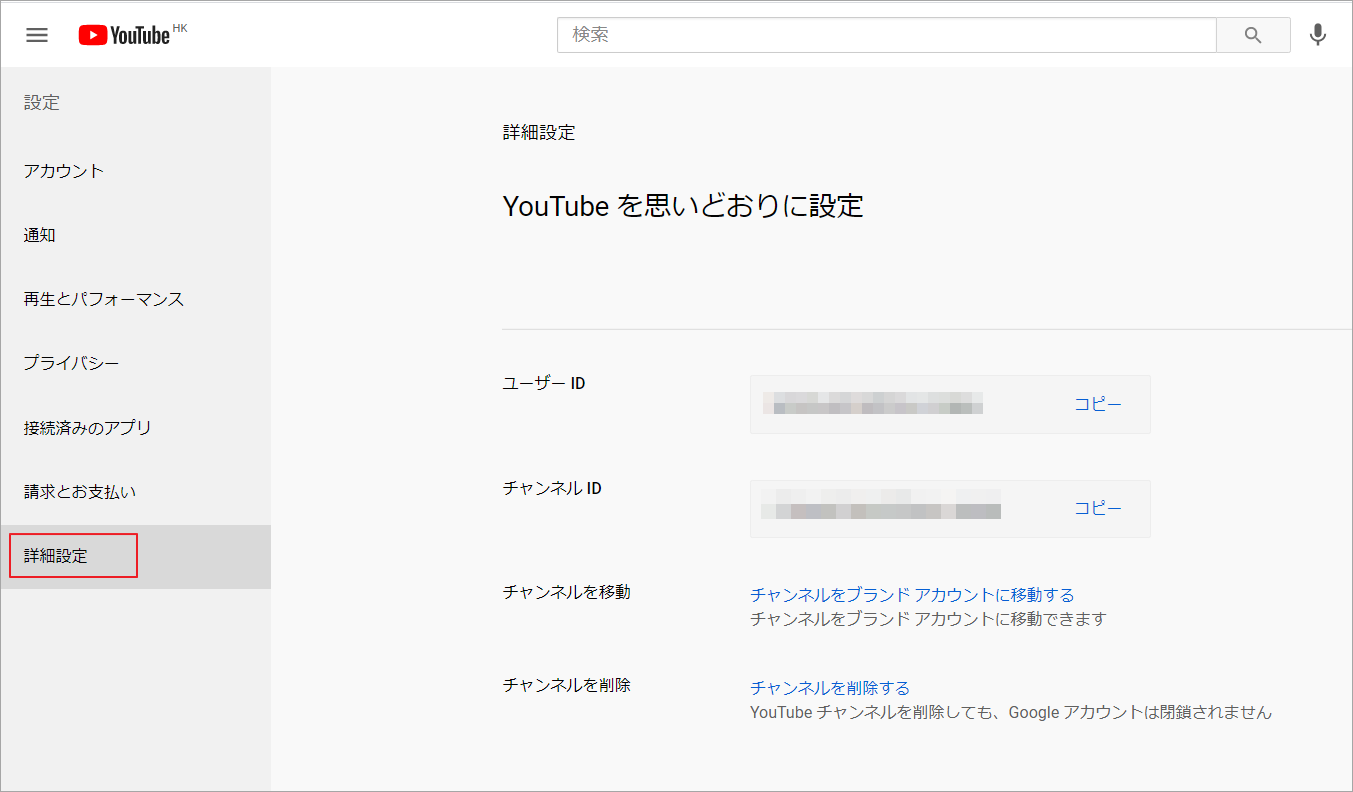 YouTube HK
検索
設定
アカウント
通知
再生とパフォーマンス
プライバシー
接続済みのアプリ
請求とお支払い
詳細設定
詳細設定
YouTube を思いどおりに設定
ユーザー ID
コピー
チャンネル ID
コピー
チャンネルを移動
チャンネルをブランド アカウントに移動する
チャンネルをブランド アカウントに移動できます
チャンネルを削除
チャンネルを削除する
YouTube チャンネルを削除しても、Google アカウントは閉鎖されません